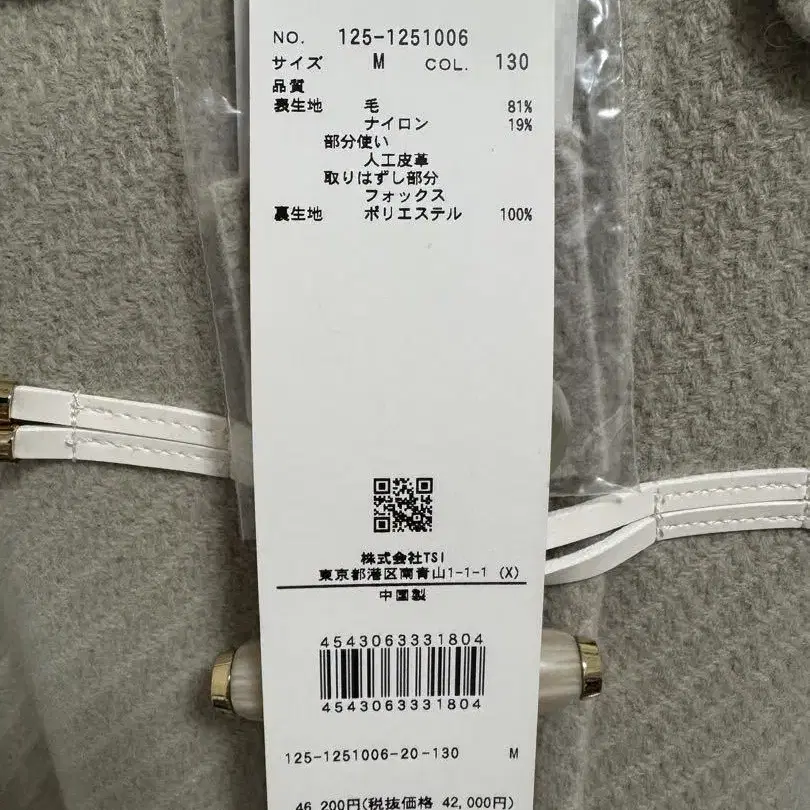 NO. 125-1251006
サイズ M COL. 130
品質
表生地 毛 81%
ナイロン 19%
部分使い
人工皮革
取りはずし部分
フォックス
裏生地 ポリエステル 100%
株式会社TSI
東京都港区南青山1-1-1 (X)
中国製
4543063331804
4543063331804
125-1251006-20-130 M
46,200円(税抜価格 42,000円)